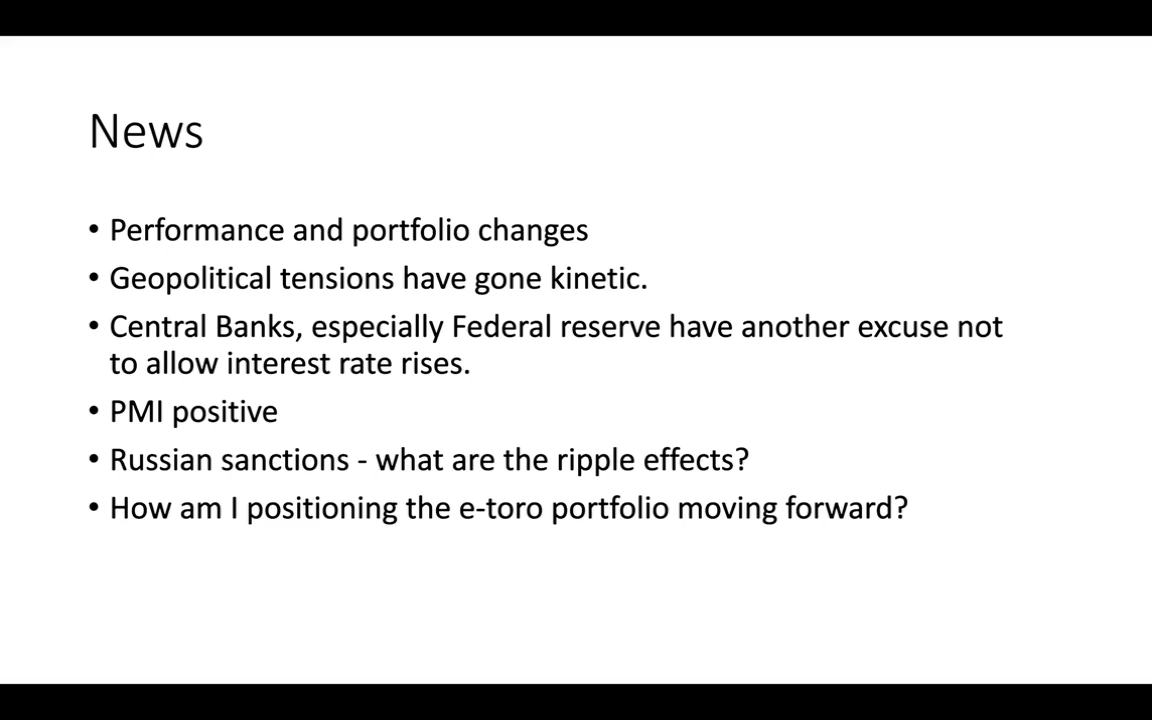 News
• Performance and portfolio changes
• Geopolitical tensions have gone kinetic.
• Central Banks, especially Federal reserve have another excuse not
to allow interest rate rises.
• PMI positive
• Russian sanctions - what are the ripple effects?
• How am I positioning the e-toro portfolio moving forward?